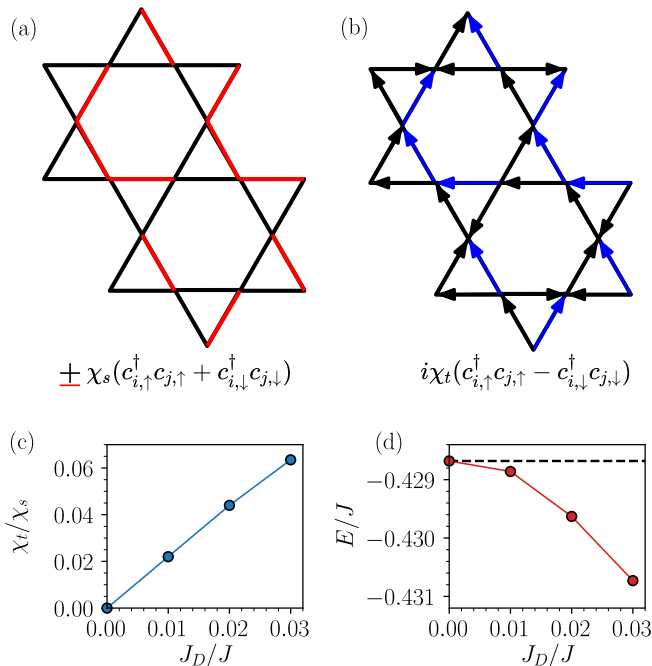 (a)
(b)
± χ_s(c†_{i,↑} c_{j,↑} + c†_{i,↓} c_{j,↓})
iχ_t(c†_{i,↑} c_{j,↑} − c†_{i,↓} c_{j,↓})
(c)
(d)
χ_t/χ_s
0.06
0.04
0.02
0.00
0.00 0.01 0.02 0.03
J_D/J
E/J
−0.429
−0.430
−0.431
0.00 0.01 0.02 0.03
J_D/J